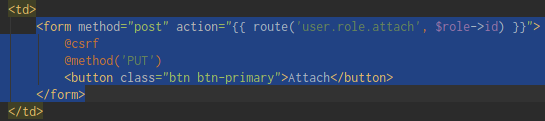 <td>
    <form method="post" action="{{ route('user.role.attach', $role->id) }}">
        @csrf
        @method('PUT')
        <button class="btn btn-primary">Attach</button>
    </form>
</td>